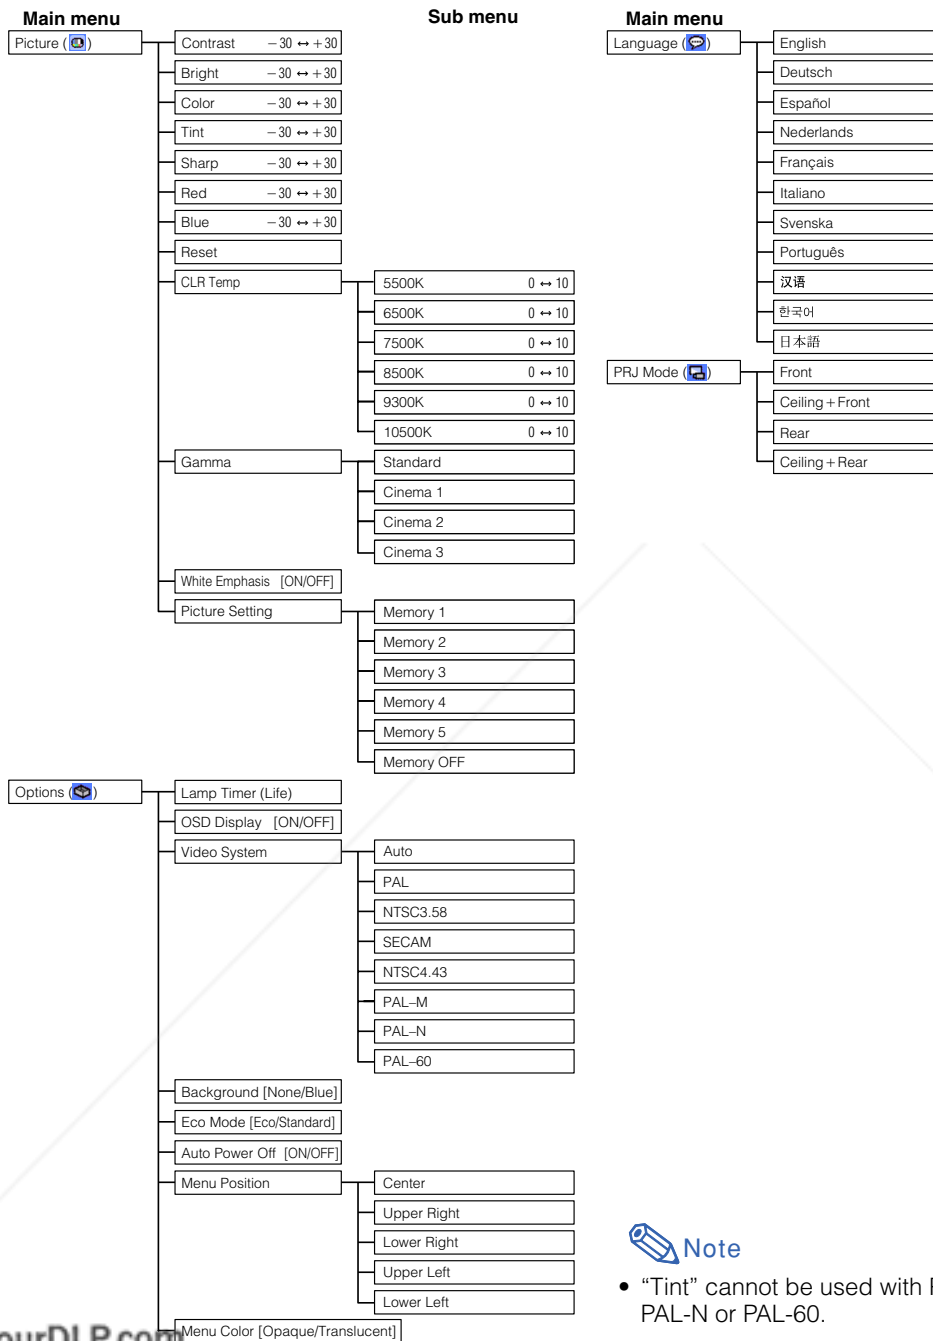 Main menu
Sub menu
Picture ( )
Contrast −30 ↔ +30
Bright −30 ↔ +30
Color −30 ↔ +30
Tint −30 ↔ +30
Sharp −30 ↔ +30
Red −30 ↔ +30
Blue −30 ↔ +30
Reset
CLR Temp
5500K 0 ↔ 10
6500K 0 ↔ 10
7500K 0 ↔ 10
8500K 0 ↔ 10
9300K 0 ↔ 10
10500K 0 ↔ 10
Gamma
Standard
Cinema 1
Cinema 2
Cinema 3
White Emphasis [ON/OFF]
Picture Setting
Memory 1
Memory 2
Memory 3
Memory 4
Memory 5
Memory OFF
Options ( )
Lamp Timer (Life)
OSD Display [ON/OFF]
Video System
Auto
PAL
NTSC3.58
SECAM
NTSC4.43
PAL–M
PAL–N
PAL–60
Background [None/Blue]
Eco Mode [Eco/Standard]
Auto Power Off [ON/OFF]
Menu Position
Center
Upper Right
Lower Right
Upper Left
Lower Left
Menu Color [Opaque/Translucent]
Main menu
Language ( )
English
Deutsch
Español
Nederlands
Français
Italiano
Svenska
Português
汉语
한국어
日本語
PRJ Mode ( )
Front
Ceiling + Front
Rear
Ceiling + Rear
Note
• “Tint” cannot be used with
PAL-N or PAL-60.
ourDLP.com